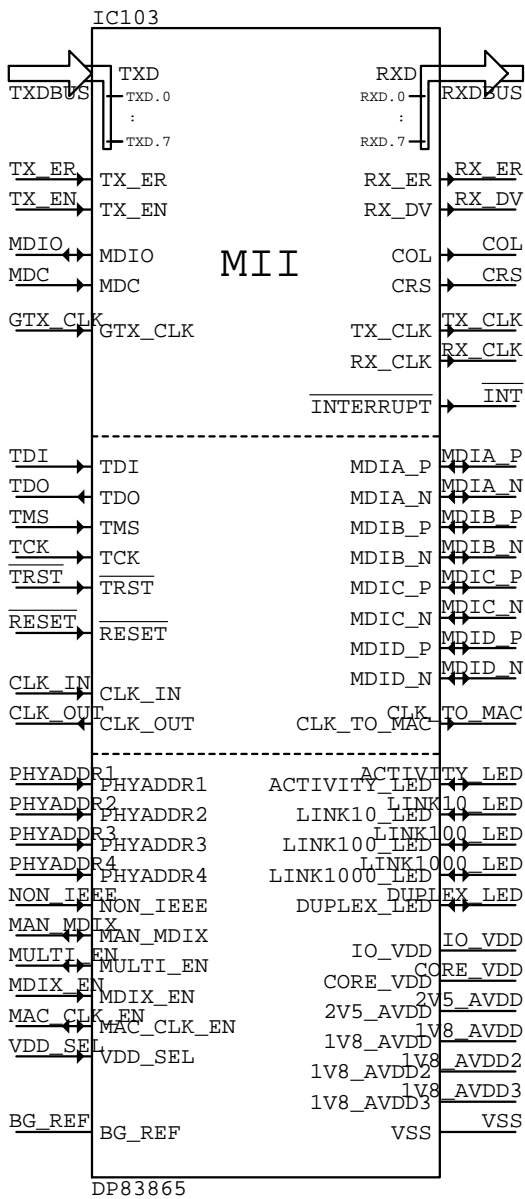 IC103
TXD RXD
TXDBUS TXD.0 RXD.0 RXDBUS
: :
TXD.7 RXD.7
TX_ER TX_ER RX_ER RX_ER
TX_EN TX_EN RX_DV RX_DV
MDIO MDIO COL COL
MII
MDC MDC CRS CRS
GTX_CLK GTX_CLK TX_CLK TX_CLK
RX_CLK RX_CLK
INTERRUPT INT
TDI TDI MDIA_P MDIA_P
TDO TDO MDIA_N MDIA_N
TMS TMS MDIB_P MDIB_P
TCK TCK MDIB_N MDIB_N
TRST TRST MDIC_P MDIC_P
MDIC_N MDIC_N
RESET RESET MDID_P MDID_P
MDID_N MDID_N
CLK_IN CLK_IN
CLK_OUT CLK_OUT CLK_TO_MAC CLK_TO_MAC
PHYADDR1 PHYADDR1 ACTIVITY_LED ACTIVITY_LED
PHYADDR2 PHYADDR2 LINK10_LED LINK10_LED
PHYADDR3 PHYADDR3 LINK100_LED LINK100_LED
PHYADDR4 PHYADDR4 LINK1000_LED LINK1000_LED
NON_IEEE NON_IEEE DUPLEX_LED DUPLEX_LED
MAN_MDIX MAN_MDIX IO_VDD IO_VDD
MULTI_EN MULTI_EN CORE_VDD CORE_VDD
MDIX_EN MDIX_EN 2V5_AVDD 2V5_AVDD
MAC_CLK_EN MAC_CLK_EN 1V8_AVDD 1V8_AVDD
VDD_SEL VDD_SEL 1V8_AVDD2 1V8_AVDD2
1V8_AVDD3 1V8_AVDD3
BG_REF BG_REF VSS VSS
DP83865